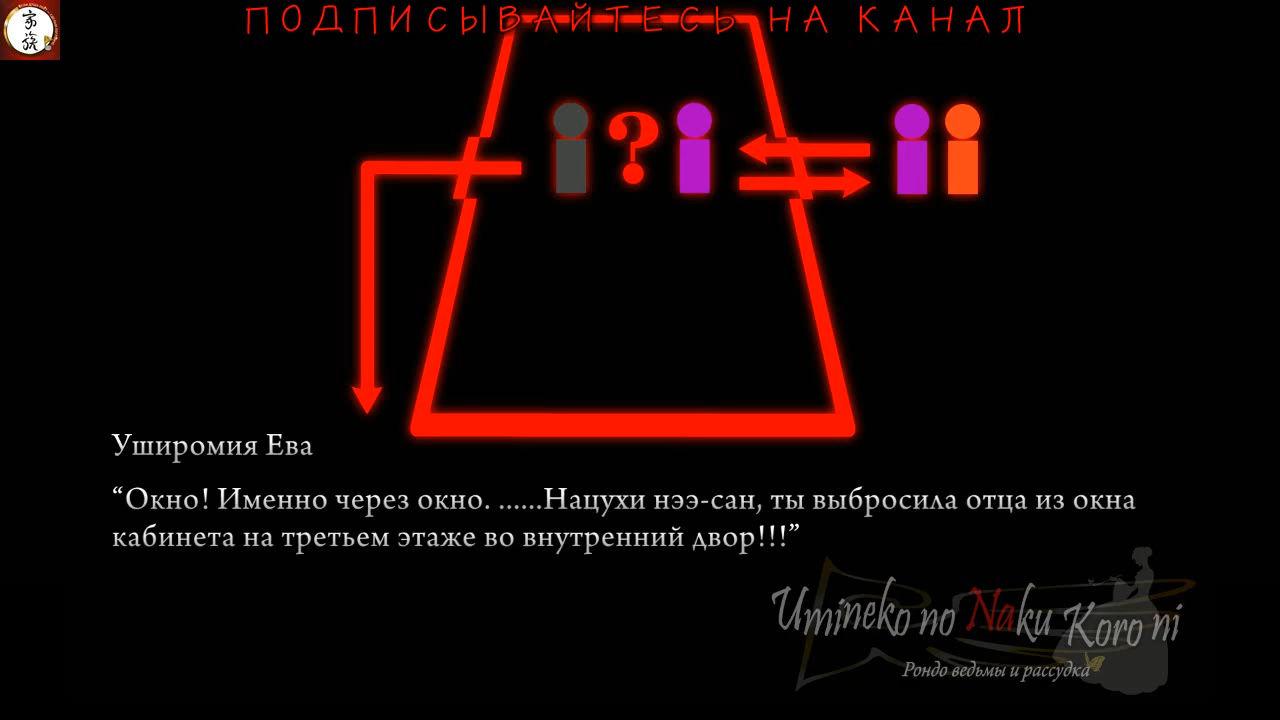 ПОДПИСЫВАЙТЕСЬ НА КАНАЛ
?
Уширомия Ева
“Окно! Именно через окно. ......Нацухи нээ-сан, ты выбросила отца из окна
кабинета на третьем этаже во внутренний двор!!!”
Umineko no Naku Koro ni
Рондо ведьмы и рассудка